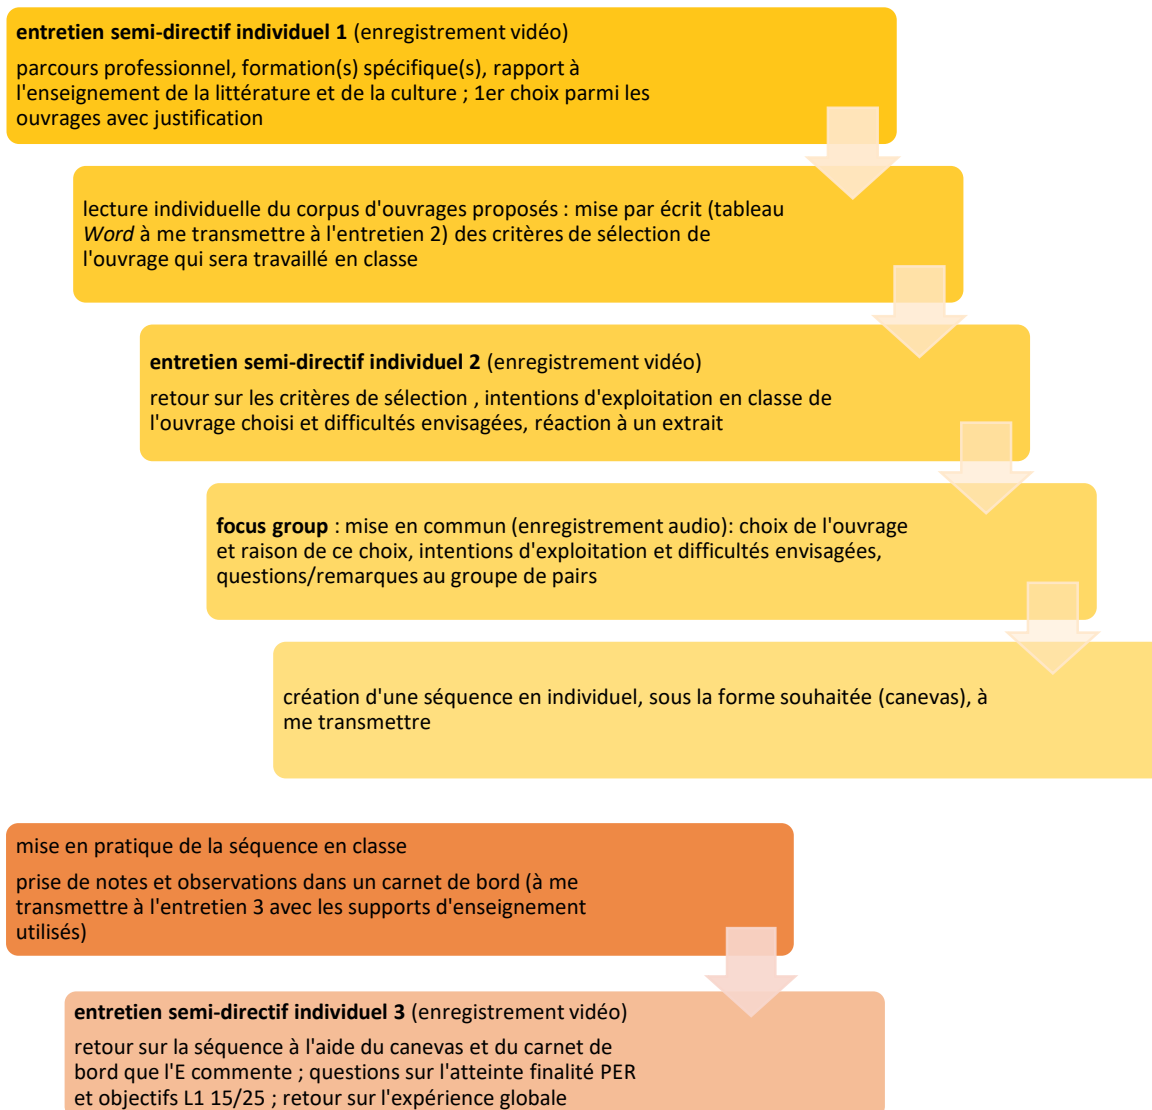 entretien semi-directif individuel 1 (enregistrement vidéo)
parcours professionnel, formation(s) spécifique(s), rapport à
l'enseignement de la littérature et de la culture ; 1er choix parmi les
ouvrages avec justification
lecture individuelle du corpus d'ouvrages proposés : mise par écrit (tableau
Word à me transmettre à l'entretien 2) des critères de sélection de
l'ouvrage qui sera travaillé en classe
entretien semi-directif individuel 2 (enregistrement vidéo)
retour sur les critères de sélection , intentions d'exploitation en classe de
l'ouvrage choisi et difficultés envisagées, réaction à un extrait
focus group : mise en commun (enregistrement audio): choix de l'ouvrage
et raison de ce choix, intentions d'exploitation et difficultés envisagées,
questions/remarques au groupe de pairs
création d'une séquence en individuel, sous la forme souhaitée (canevas), à
me transmettre
mise en pratique de la séquence en classe
prise de notes et observations dans un carnet de bord (à me
transmettre à l'entretien 3 avec les supports d'enseignement
utilisés)
entretien semi-directif individuel 3 (enregistrement vidéo)
retour sur la séquence à l'aide du canevas et du carnet de
bord que l'E commente ; questions sur l'atteinte finalité PER
et objectifs L1 15/25 ; retour sur l'expérience globale